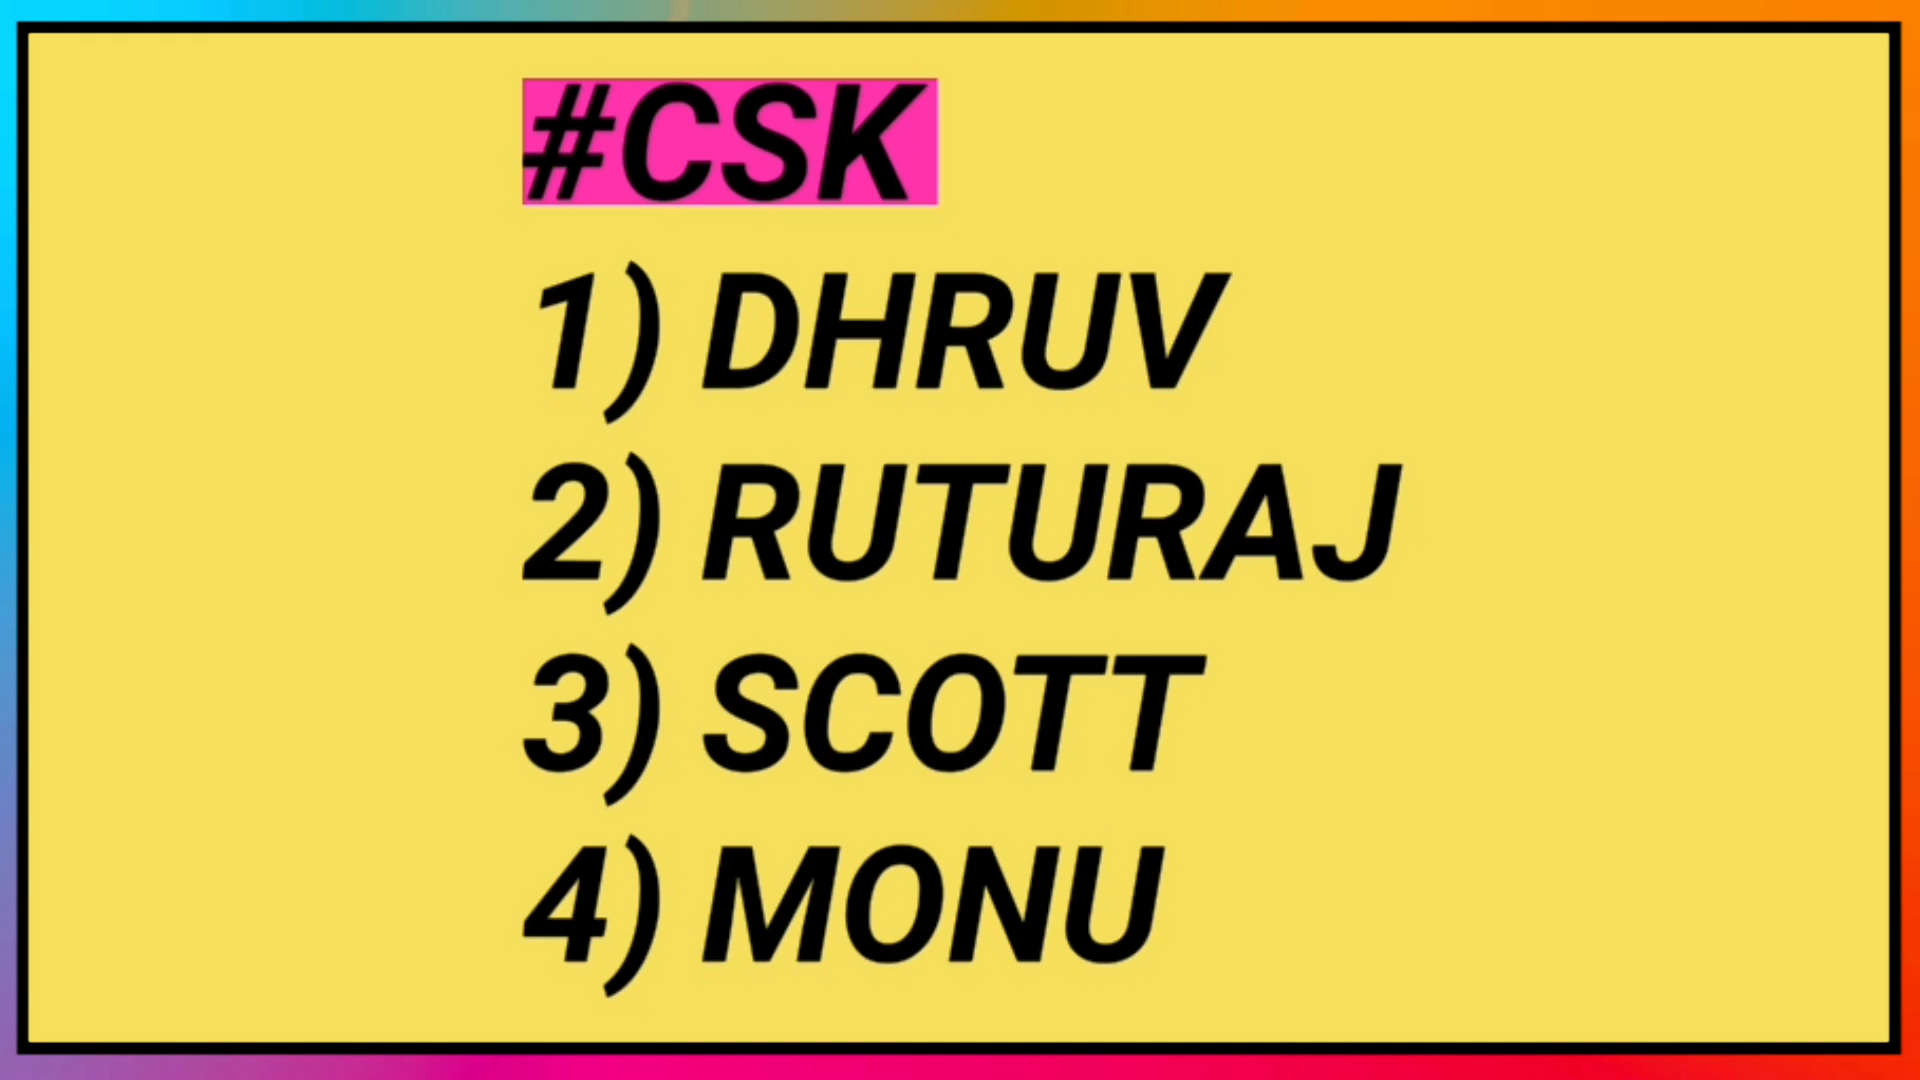 #CSK
1) DHRUV
2) RUTURAJ
3) SCOTT
4) MONU